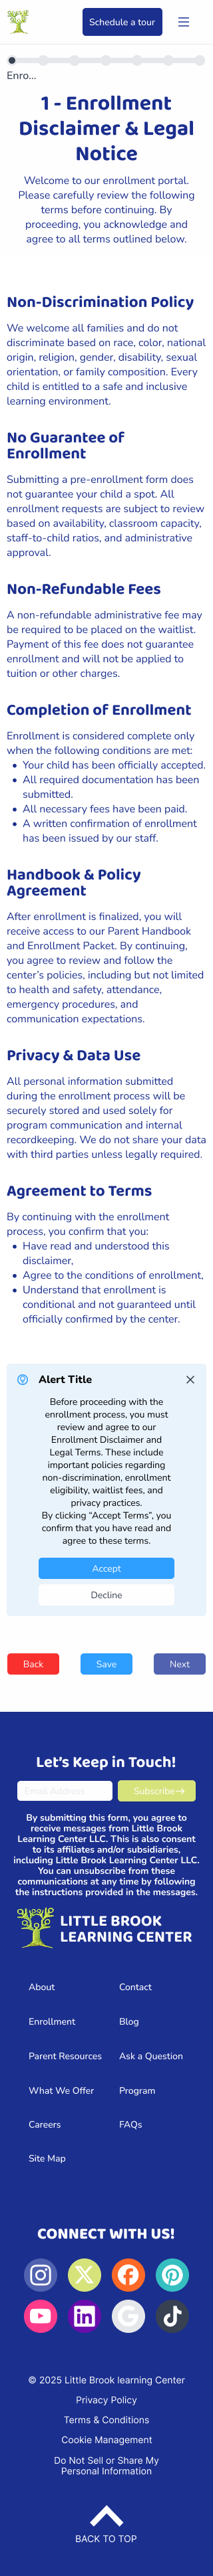 Schedule a tour
Enro...
1 - Enrollment
Disclaimer & Legal
Notice
Welcome to our enrollment portal.
Please carefully review the following
terms before continuing. By
proceeding, you acknowledge and
agree to all terms outlined below.
Non-Discrimination Policy
We welcome all families and do not
discriminate based on race, color, national
origin, religion, gender, disability, sexual
orientation, or family composition. Every
child is entitled to a safe and inclusive
learning environment.
No Guarantee of
Enrollment
Submitting a pre-enrollment form does
not guarantee your child a spot. All
enrollment requests are subject to review
based on availability, classroom capacity,
staff-to-child ratios, and administrative
approval.
Non-Refundable Fees
A non-refundable administrative fee may
be required to be placed on the waitlist.
Payment of this fee does not guarantee
enrollment and will not be applied to
tuition or other charges.
Completion of Enrollment
Enrollment is considered complete only
when the following conditions are met:
• Your child has been officially accepted.
• All required documentation has been
submitted.
• All necessary fees have been paid.
• A written confirmation of enrollment
has been issued by our staff.
Handbook & Policy
Agreement
After enrollment is finalized, you will
receive access to our Parent Handbook
and Enrollment Packet. By continuing,
you agree to review and follow the
center's policies, including but not limited
to health and safety, attendance,
emergency procedures, and
communication expectations.
Privacy & Data Use
All personal information submitted
during the enrollment process will be
securely stored and used solely for
program communication and internal
recordkeeping. We do not share your data
with third parties unless legally required.
Agreement to Terms
By continuing with the enrollment
process, you confirm that you:
• Have read and understood this
disclaimer,
• Agree to the conditions of enrollment,
• Understand that enrollment is
conditional and not guaranteed until
officially confirmed by the center.
Alert Title
Before proceeding with the
enrollment process, you must
review and agree to our
Enrollment Disclaimer and
Legal Terms. These include
important policies regarding
non-discrimination, enrollment
eligibility, waitlist fees, and
privacy practices.
By clicking “Accept Terms”, you
confirm that you have read and
agree to these terms.
Accept
Decline
Back
Save
Next
Let's Keep in Touch!
Email Address
Subscribe→
By submitting this form, you agree to
receive messages from Little Brook
Learning Center LLC. This is also consent
to its affiliates and/or subsidiaries,
including Little Brook Learning Center LLC.
You can unsubscribe from these
communications at any time by following
the instructions provided in the messages.
LITTLE BROOK
LEARNING CENTER
About
Contact
Enrollment
Blog
Parent Resources
Ask a Question
What We Offer
Program
Careers
FAQs
Site Map
CONNECT WITH US!
© 2025 Little Brook learning Center
Privacy Policy
Terms & Conditions
Cookie Management
Do Not Sell or Share My
Personal Information
BACK TO TOP